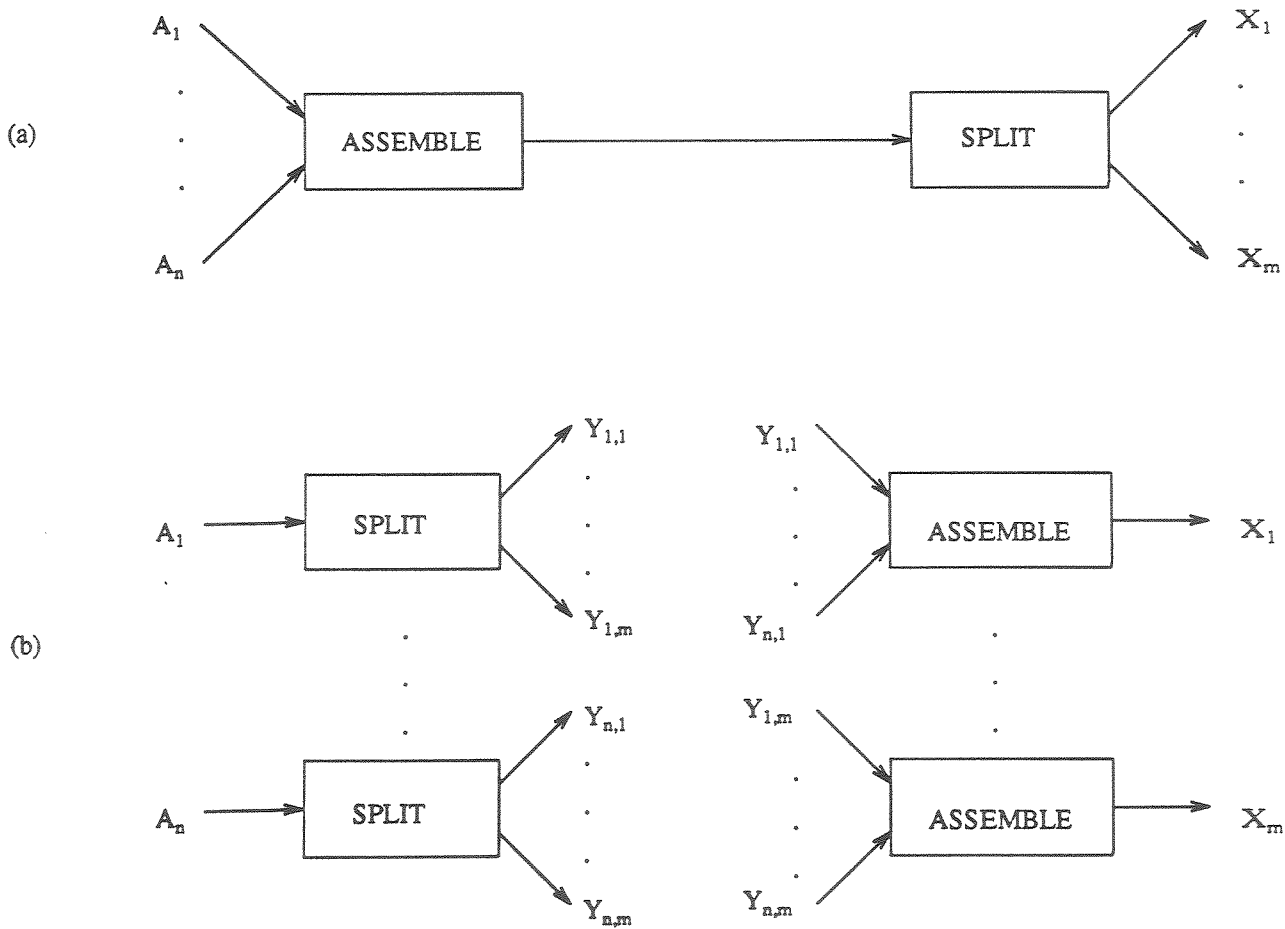 A₁ X₁
(a) ASSEMBLE SPLIT
Aₙ Xₘ
Y₁,₁ Y₁,₁
A₁ SPLIT ASSEMBLE X₁
Y₁,ₘ Yₙ,₁
(b)
Yₙ,₁ Y₁,ₘ
Aₙ SPLIT ASSEMBLE Xₘ
Yₙ,ₘ Yₙ,ₘ